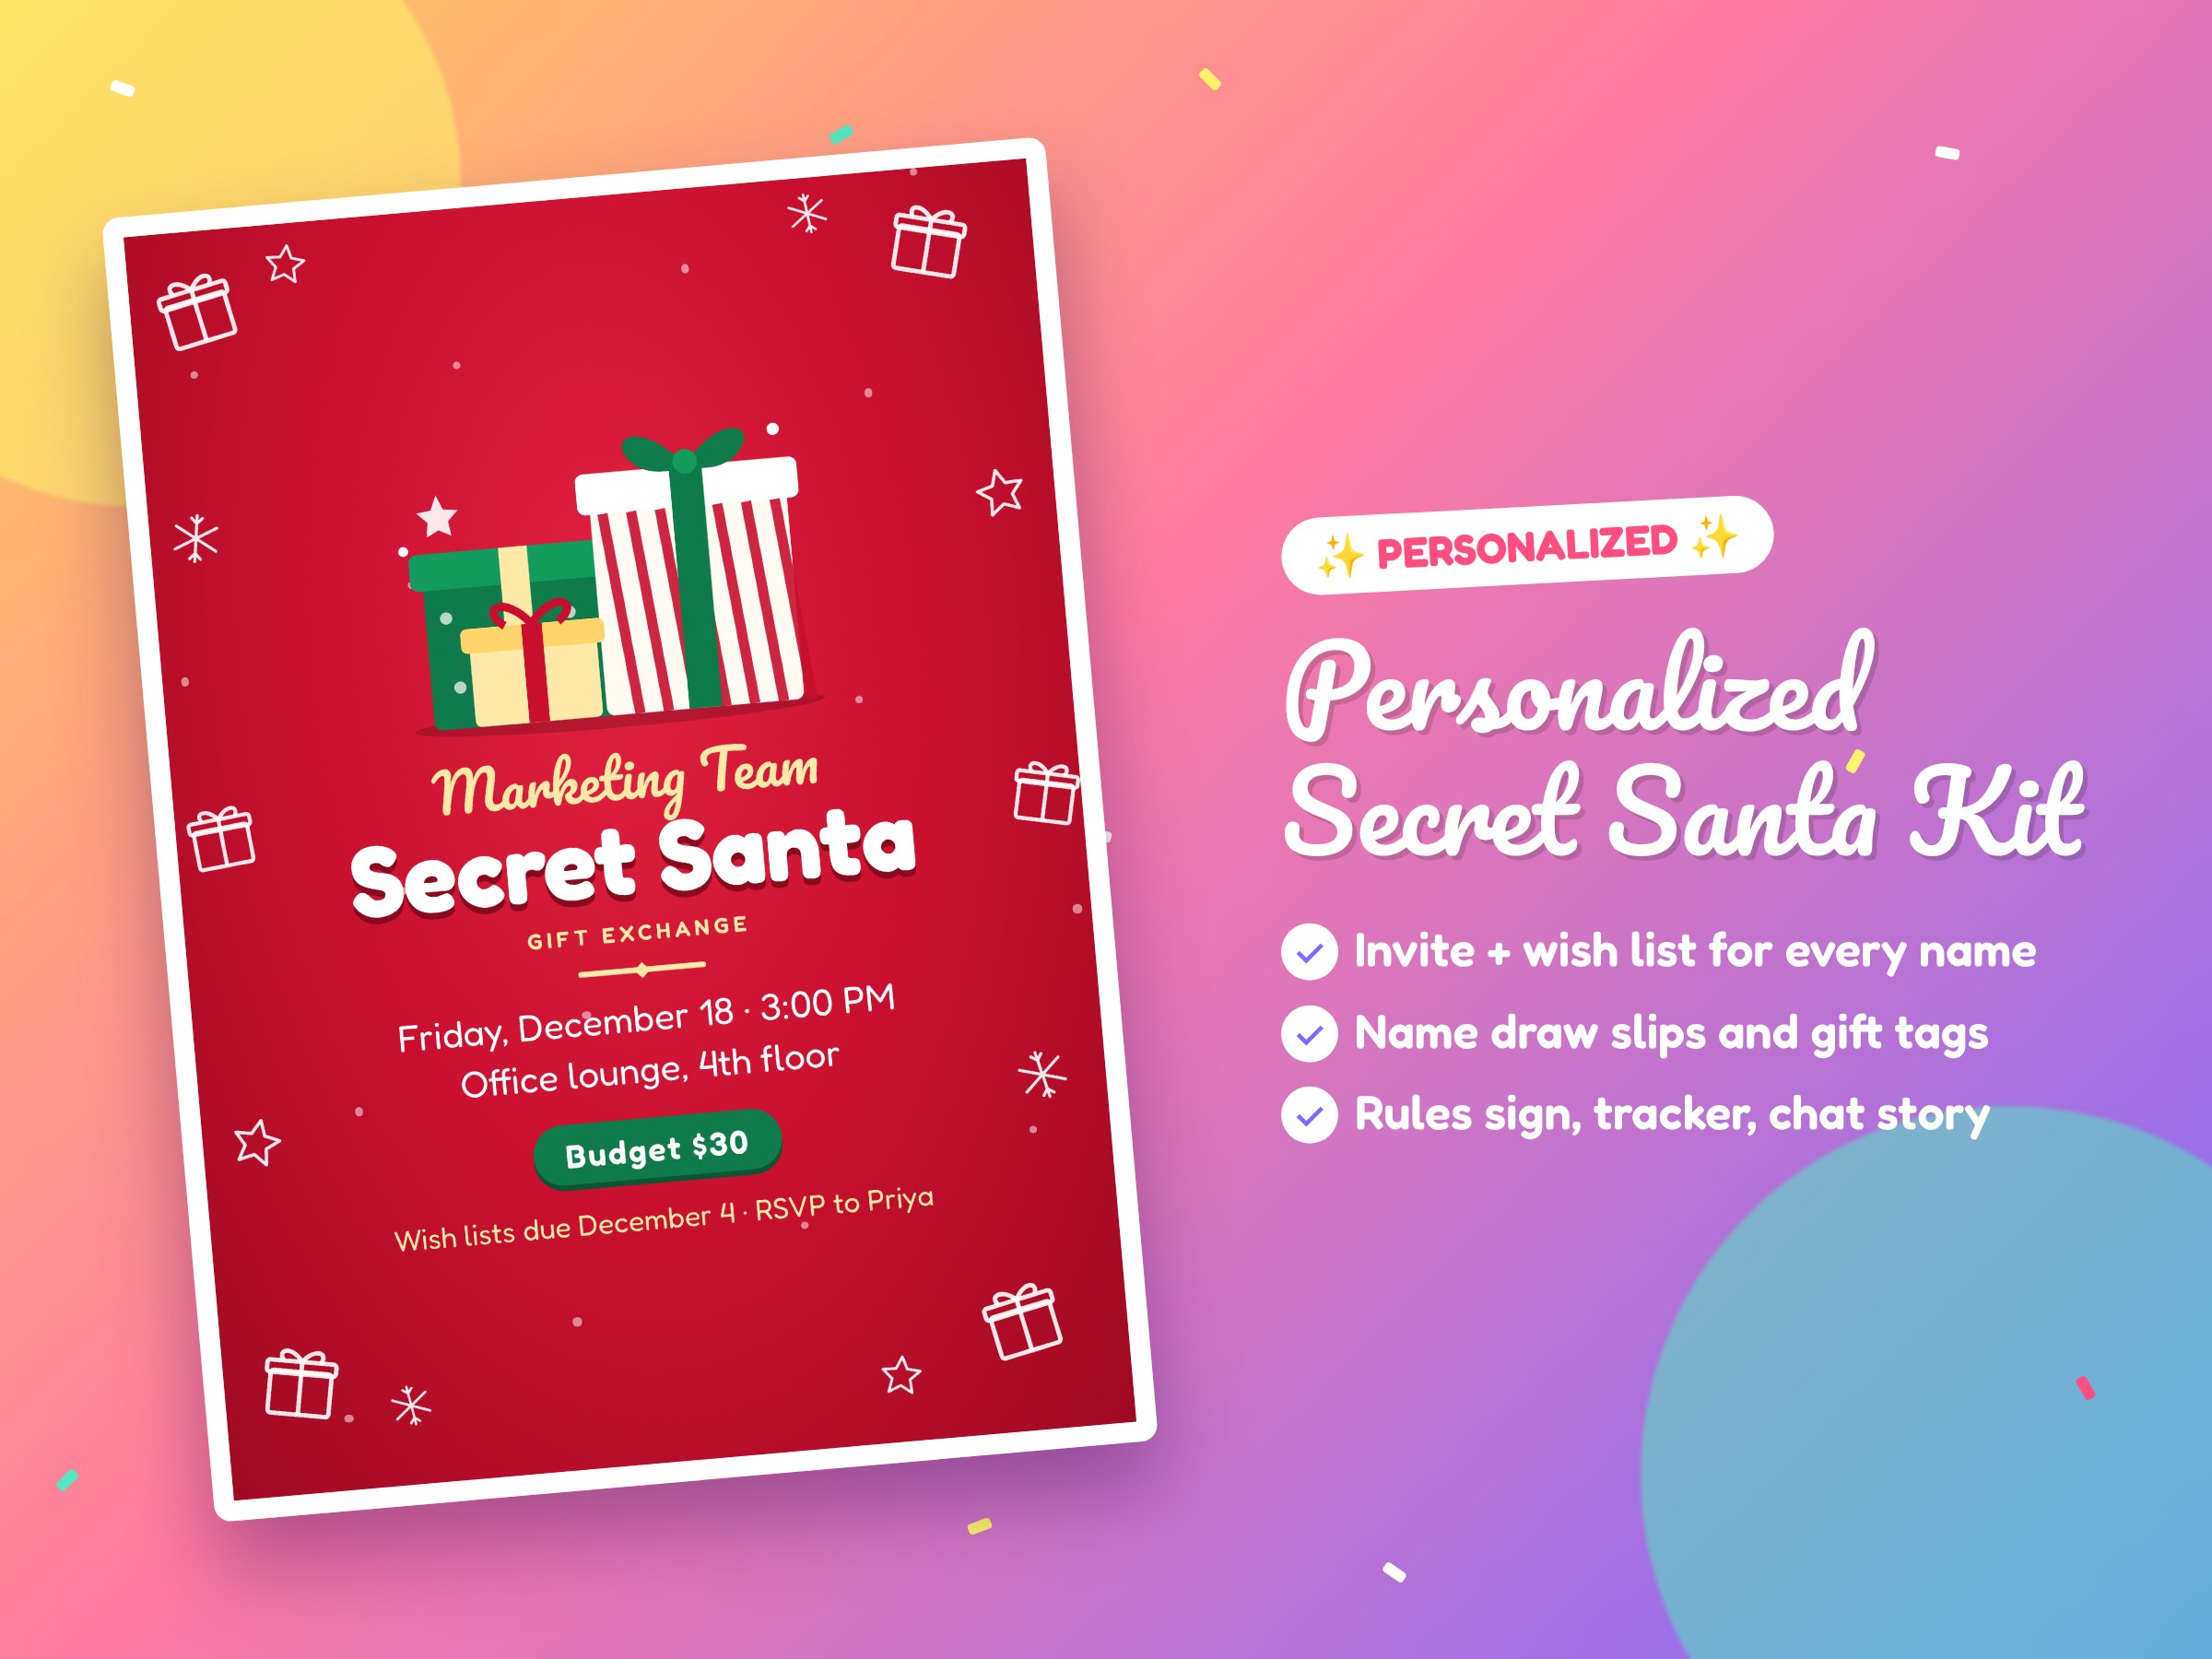 Marketing Team
Secret Santa
GIFT EXCHANGE
Friday, December 18 · 3:00 PM
Office lounge, 4th floor
Budget $30
Wish lists due December 4 · RSVP to Priya
✨ PERSONALIZED ✨
Personalized
Secret Santa Kit
Invite + wish list for every name
Name draw slips and gift tags
Rules sign, tracker, chat story